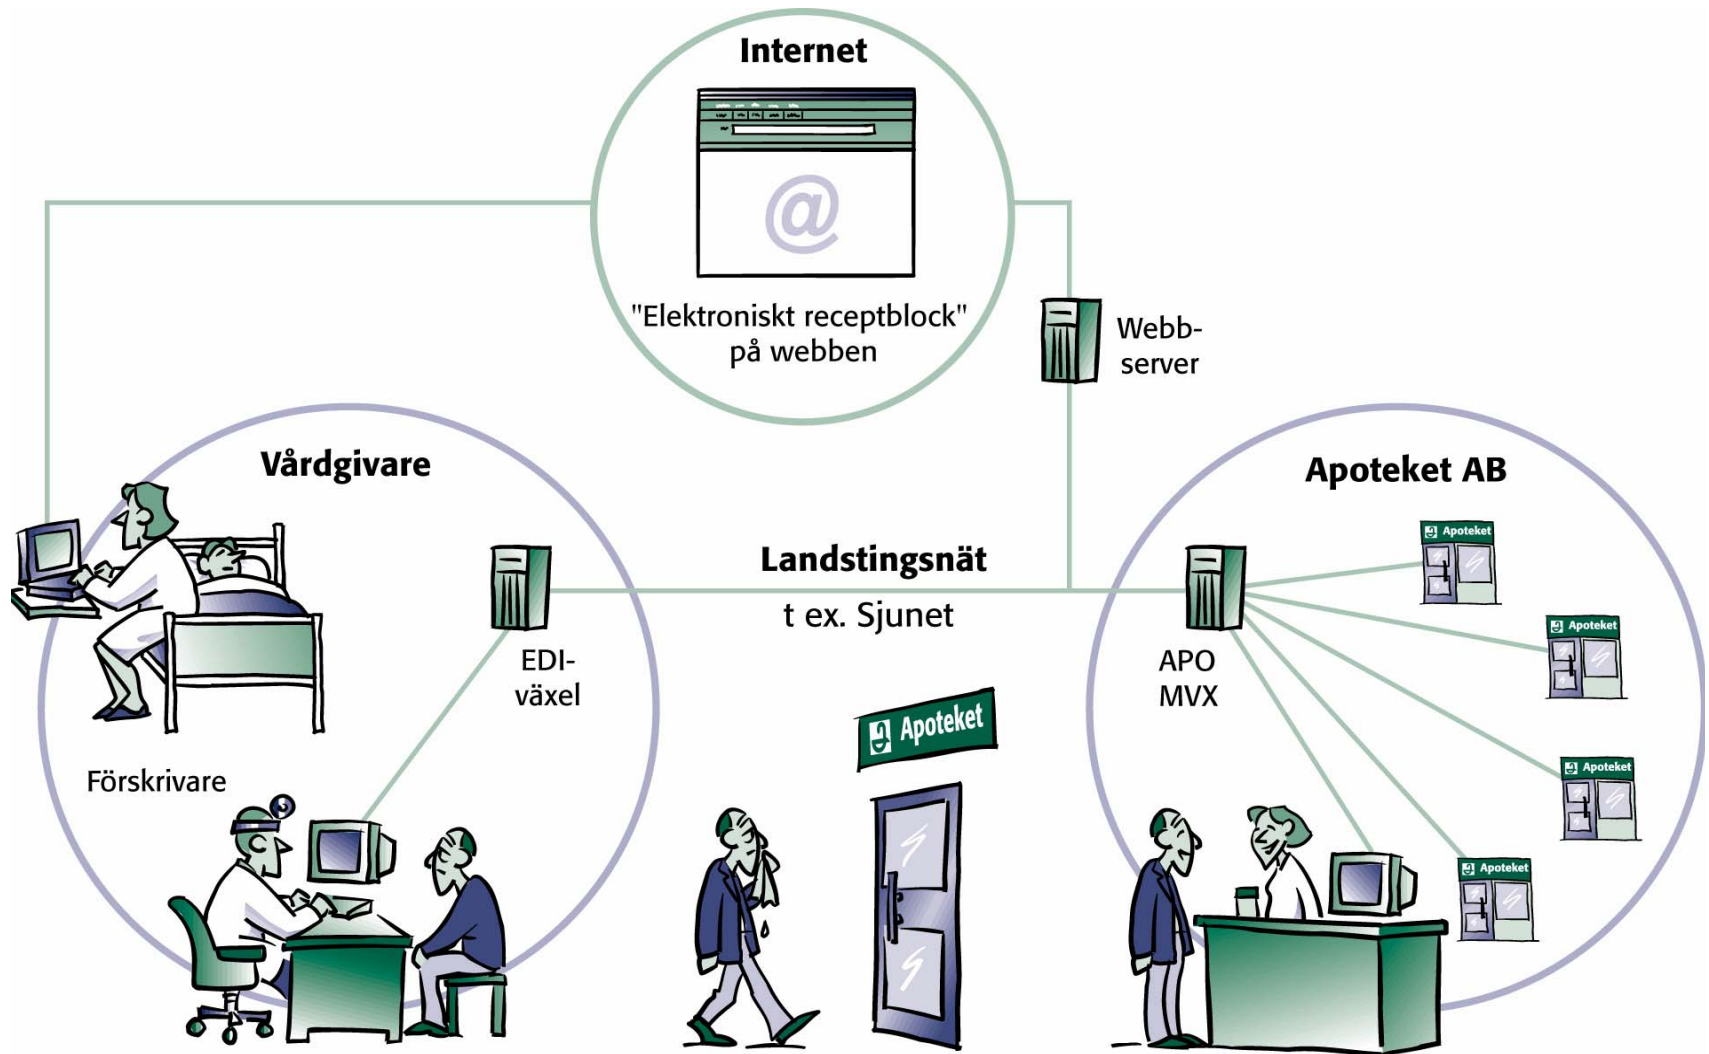 Internet
@
"Elektroniskt receptblock"
på webben
Webb-
server
Vårdgivare
Apoteket AB
Apoteket
Landstingsnät
t ex. Sjunet
Apoteket
EDI-
växel
APO
MVX
Apoteket
Förskrivare
Apoteket
Apoteket